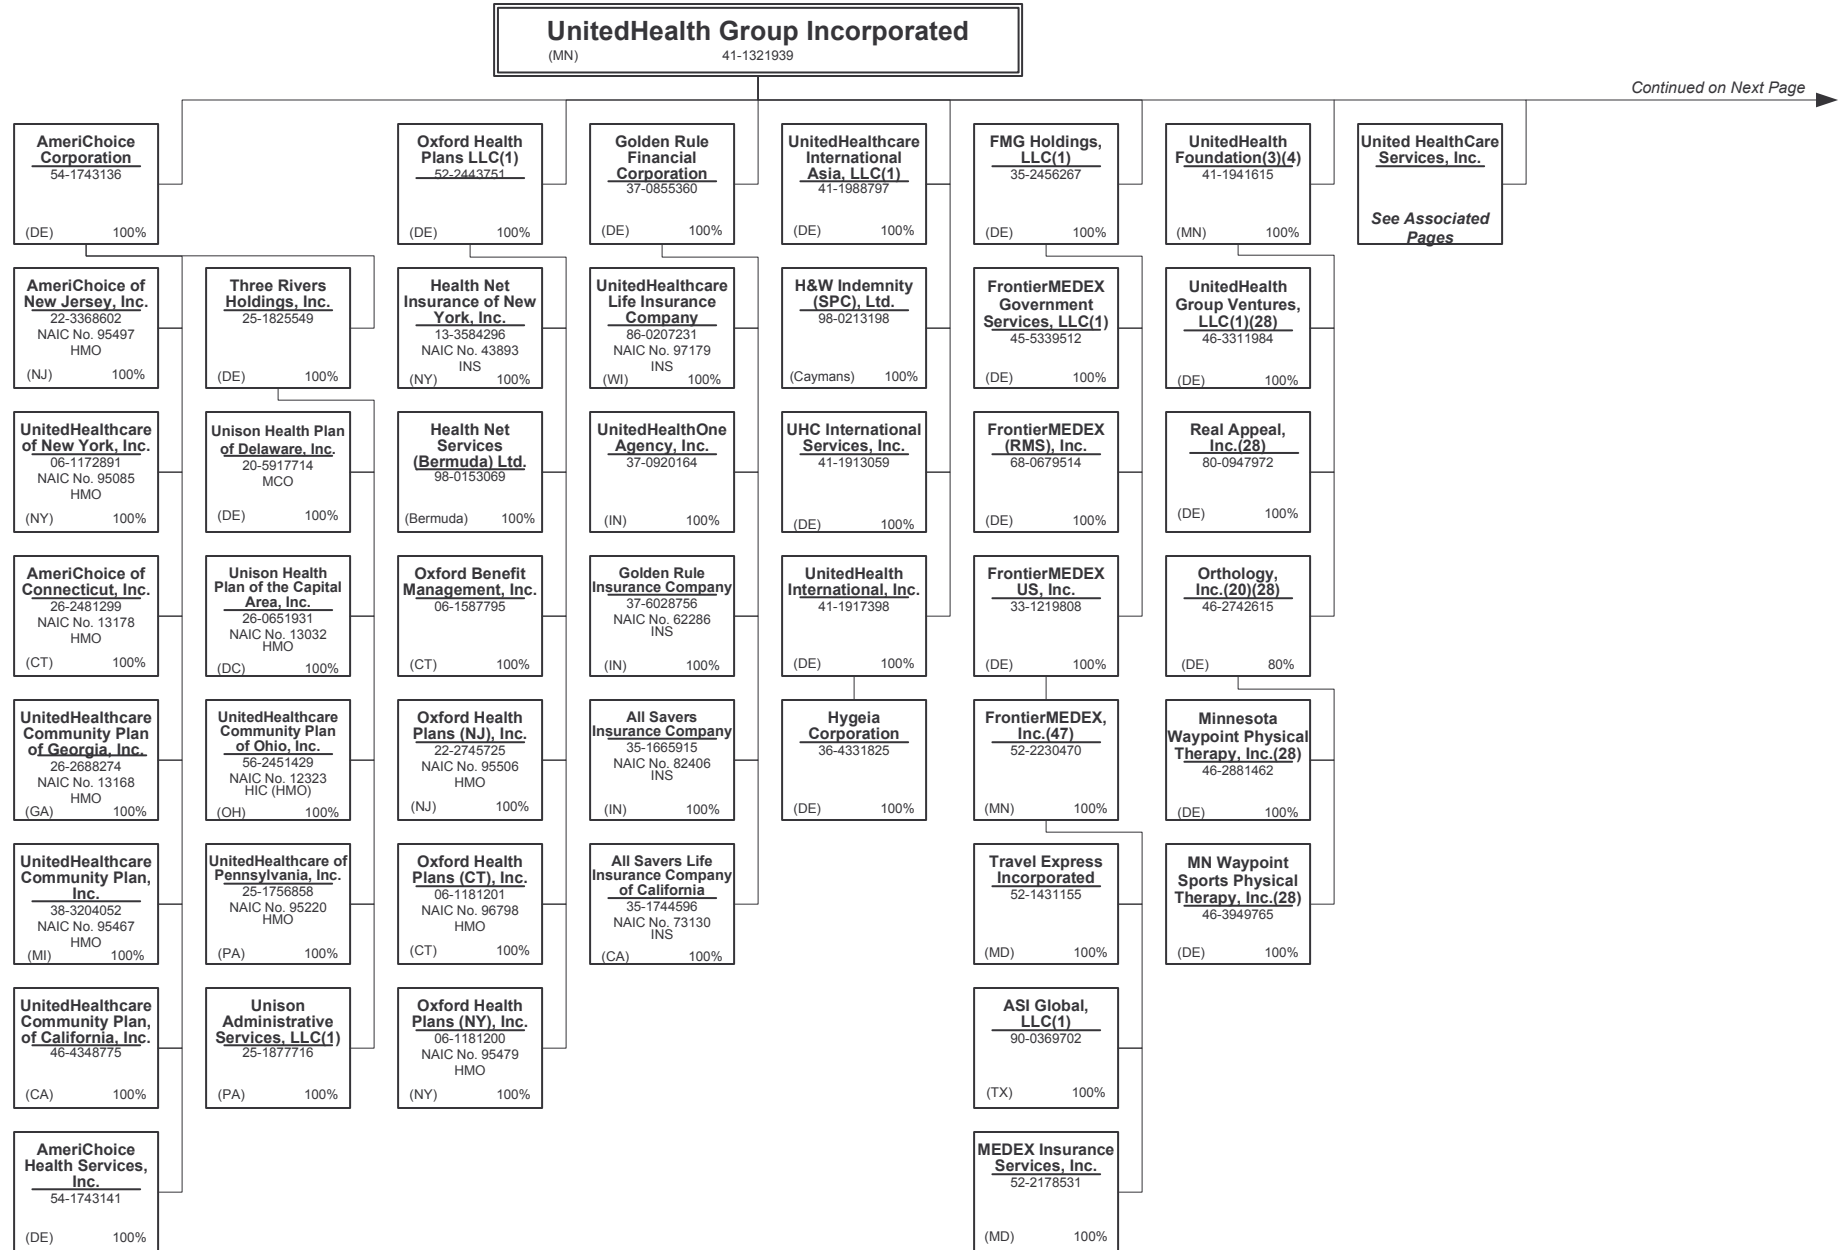 UnitedHealth Group Incorporated
(MN) 41-1321939
Continued on Next Page
AmeriChoice
Corporation
54-1743136
(DE) 100%
Oxford Health
Plans LLC(1)
52-2443751
(DE) 100%
Golden Rule
Financial
Corporation
37-0855360
(DE) 100%
UnitedHealthcare
International
Asia, LLC(1)
41-1988797
(DE) 100%
FMG Holdings,
LLC(1)
35-2456267
(DE) 100%
UnitedHealth
Foundation(3)(4)
41-1941615
(MN) 100%
United HealthCare
Services, Inc.
See Associated
Pages
AmeriChoice of
New Jersey, Inc.
22-3368602
NAIC No. 95497
HMO
(NJ) 100%
Three Rivers
Holdings, Inc.
25-1825549
(DE) 100%
Health Net
Insurance of New
York, Inc.
13-3584296
NAIC No. 43893
INS
(NY) 100%
UnitedHealthcare
Life Insurance
Company
86-0207231
NAIC No. 97179
INS
(WI) 100%
H&W Indemnity
(SPC), Ltd.
98-0213198
(Caymans) 100%
FrontierMEDEX
Government
Services, LLC(1)
45-5339512
(DE) 100%
UnitedHealth
Group Ventures,
LLC(1)(28)
46-3311984
(DE) 100%
UnitedHealthcare
of New York, Inc.
06-1172891
NAIC No. 95085
HMO
(NY) 100%
Unison Health Plan
of Delaware, Inc.
20-5917714
MCO
(DE) 100%
Health Net
Services
(Bermuda) Ltd.
98-0153069
(Bermuda) 100%
UnitedHealthOne
Agency, Inc.
37-0920164
(IN) 100%
UHC International
Services, Inc.
41-1913059
(DE) 100%
FrontierMEDEX
(RMS), Inc.
68-0679514
(DE) 100%
Real Appeal,
Inc.(28)
80-0947972
(DE) 100%
AmeriChoice of
Connecticut, Inc.
26-2481299
NAIC No. 13178
HMO
(CT) 100%
Unison Health
Plan of the Capital
Area, Inc.
26-0651931
NAIC No. 13032
HMO
(DC) 100%
Oxford Benefit
Management, Inc.
06-1587795
(CT) 100%
Golden Rule
Insurance Company
37-6028756
NAIC No. 62286
INS
(IN) 100%
UnitedHealth
International, Inc.
41-1917398
(DE) 100%
FrontierMEDEX
US, Inc.
33-1219808
(DE) 100%
Orthology,
Inc.(20)(28)
46-2742615
(DE) 80%
UnitedHealthcare
Community Plan
of Georgia, Inc.
26-2688274
NAIC No. 13168
HMO
(GA) 100%
UnitedHealthcare
Community Plan
of Ohio, Inc.
56-2451429
NAIC No. 12323
HIC (HMO)
(OH) 100%
Oxford Health
Plans (NJ), Inc.
22-2745725
NAIC No. 95506
HMO
(NJ) 100%
All Savers
Insurance Company
35-1665915
NAIC No. 82406
INS
(IN) 100%
Hygeia
Corporation
36-4331825
(DE) 100%
FrontierMEDEX,
Inc.(47)
52-2230470
(MN) 100%
Minnesota
Waypoint Physical
Therapy, Inc.(28)
46-2881462
(DE) 100%
UnitedHealthcare
Community Plan,
Inc.
38-3204052
NAIC No. 95467
HMO
(MI) 100%
UnitedHealthcare of
Pennsylvania, Inc.
25-1756858
NAIC No. 95220
HMO
(PA) 100%
Oxford Health
Plans (CT), Inc.
06-1181201
NAIC No. 96798
HMO
(CT) 100%
All Savers Life
Insurance Company
of California
35-1744596
NAIC No. 73130
INS
(CA) 100%
Travel Express
Incorporated
52-1431155
(MD) 100%
MN Waypoint
Sports Physical
Therapy, Inc.(28)
46-3949765
(DE) 100%
UnitedHealthcare
Community Plan,
of California, Inc.
46-4348775
(CA) 100%
Unison
Administrative
Services, LLC(1)
25-1877716
(PA) 100%
Oxford Health
Plans (NY), Inc.
06-1181200
NAIC No. 95479
HMO
(NY) 100%
ASI Global,
LLC(1)
90-0369702
(TX) 100%
AmeriChoice
Health Services,
Inc.
54-1743141
(DE) 100%
MEDEX Insurance
Services, Inc.
52-2178531
(MD) 100%